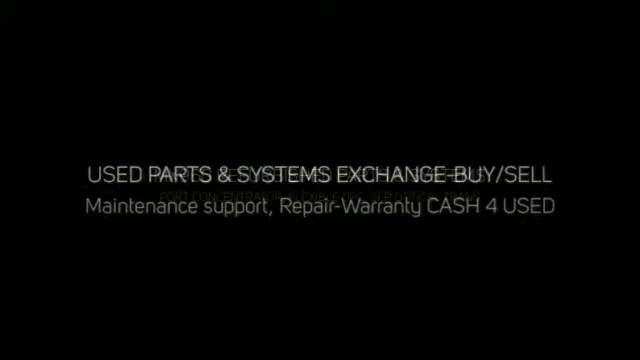 USED PARTS & SYSTEMS EXCHANGE-BUY/SELL
Maintenance support, Repair-Warranty CASH 4 USED